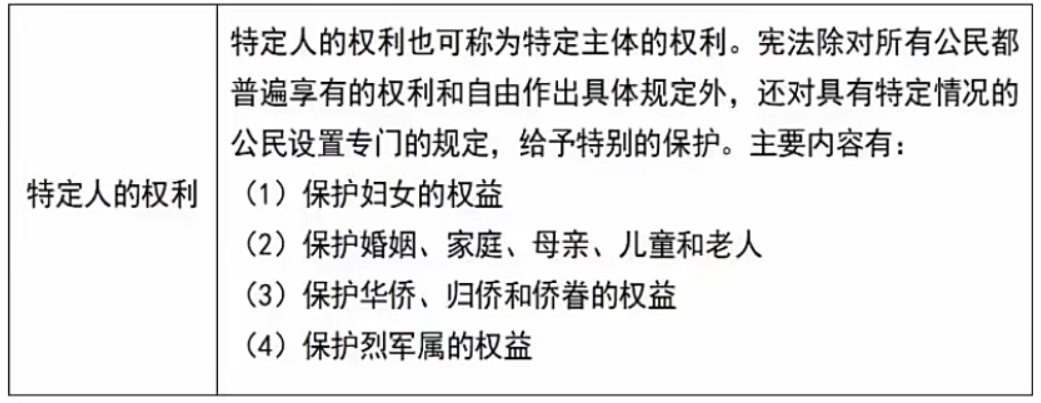 特定人的权利
特定人的权利也可称为特定主体的权利。宪法除对所有公民都
普遍享有的权利和自由作出具体规定外，还对具有特定情况的
公民设置专门的规定，给予特别的保护。主要内容有：
（1）保护妇女的权益
（2）保护婚姻、家庭、母亲、儿童和老人
（3）保护华侨、归侨和侨眷的权益
（4）保护烈军属的权益